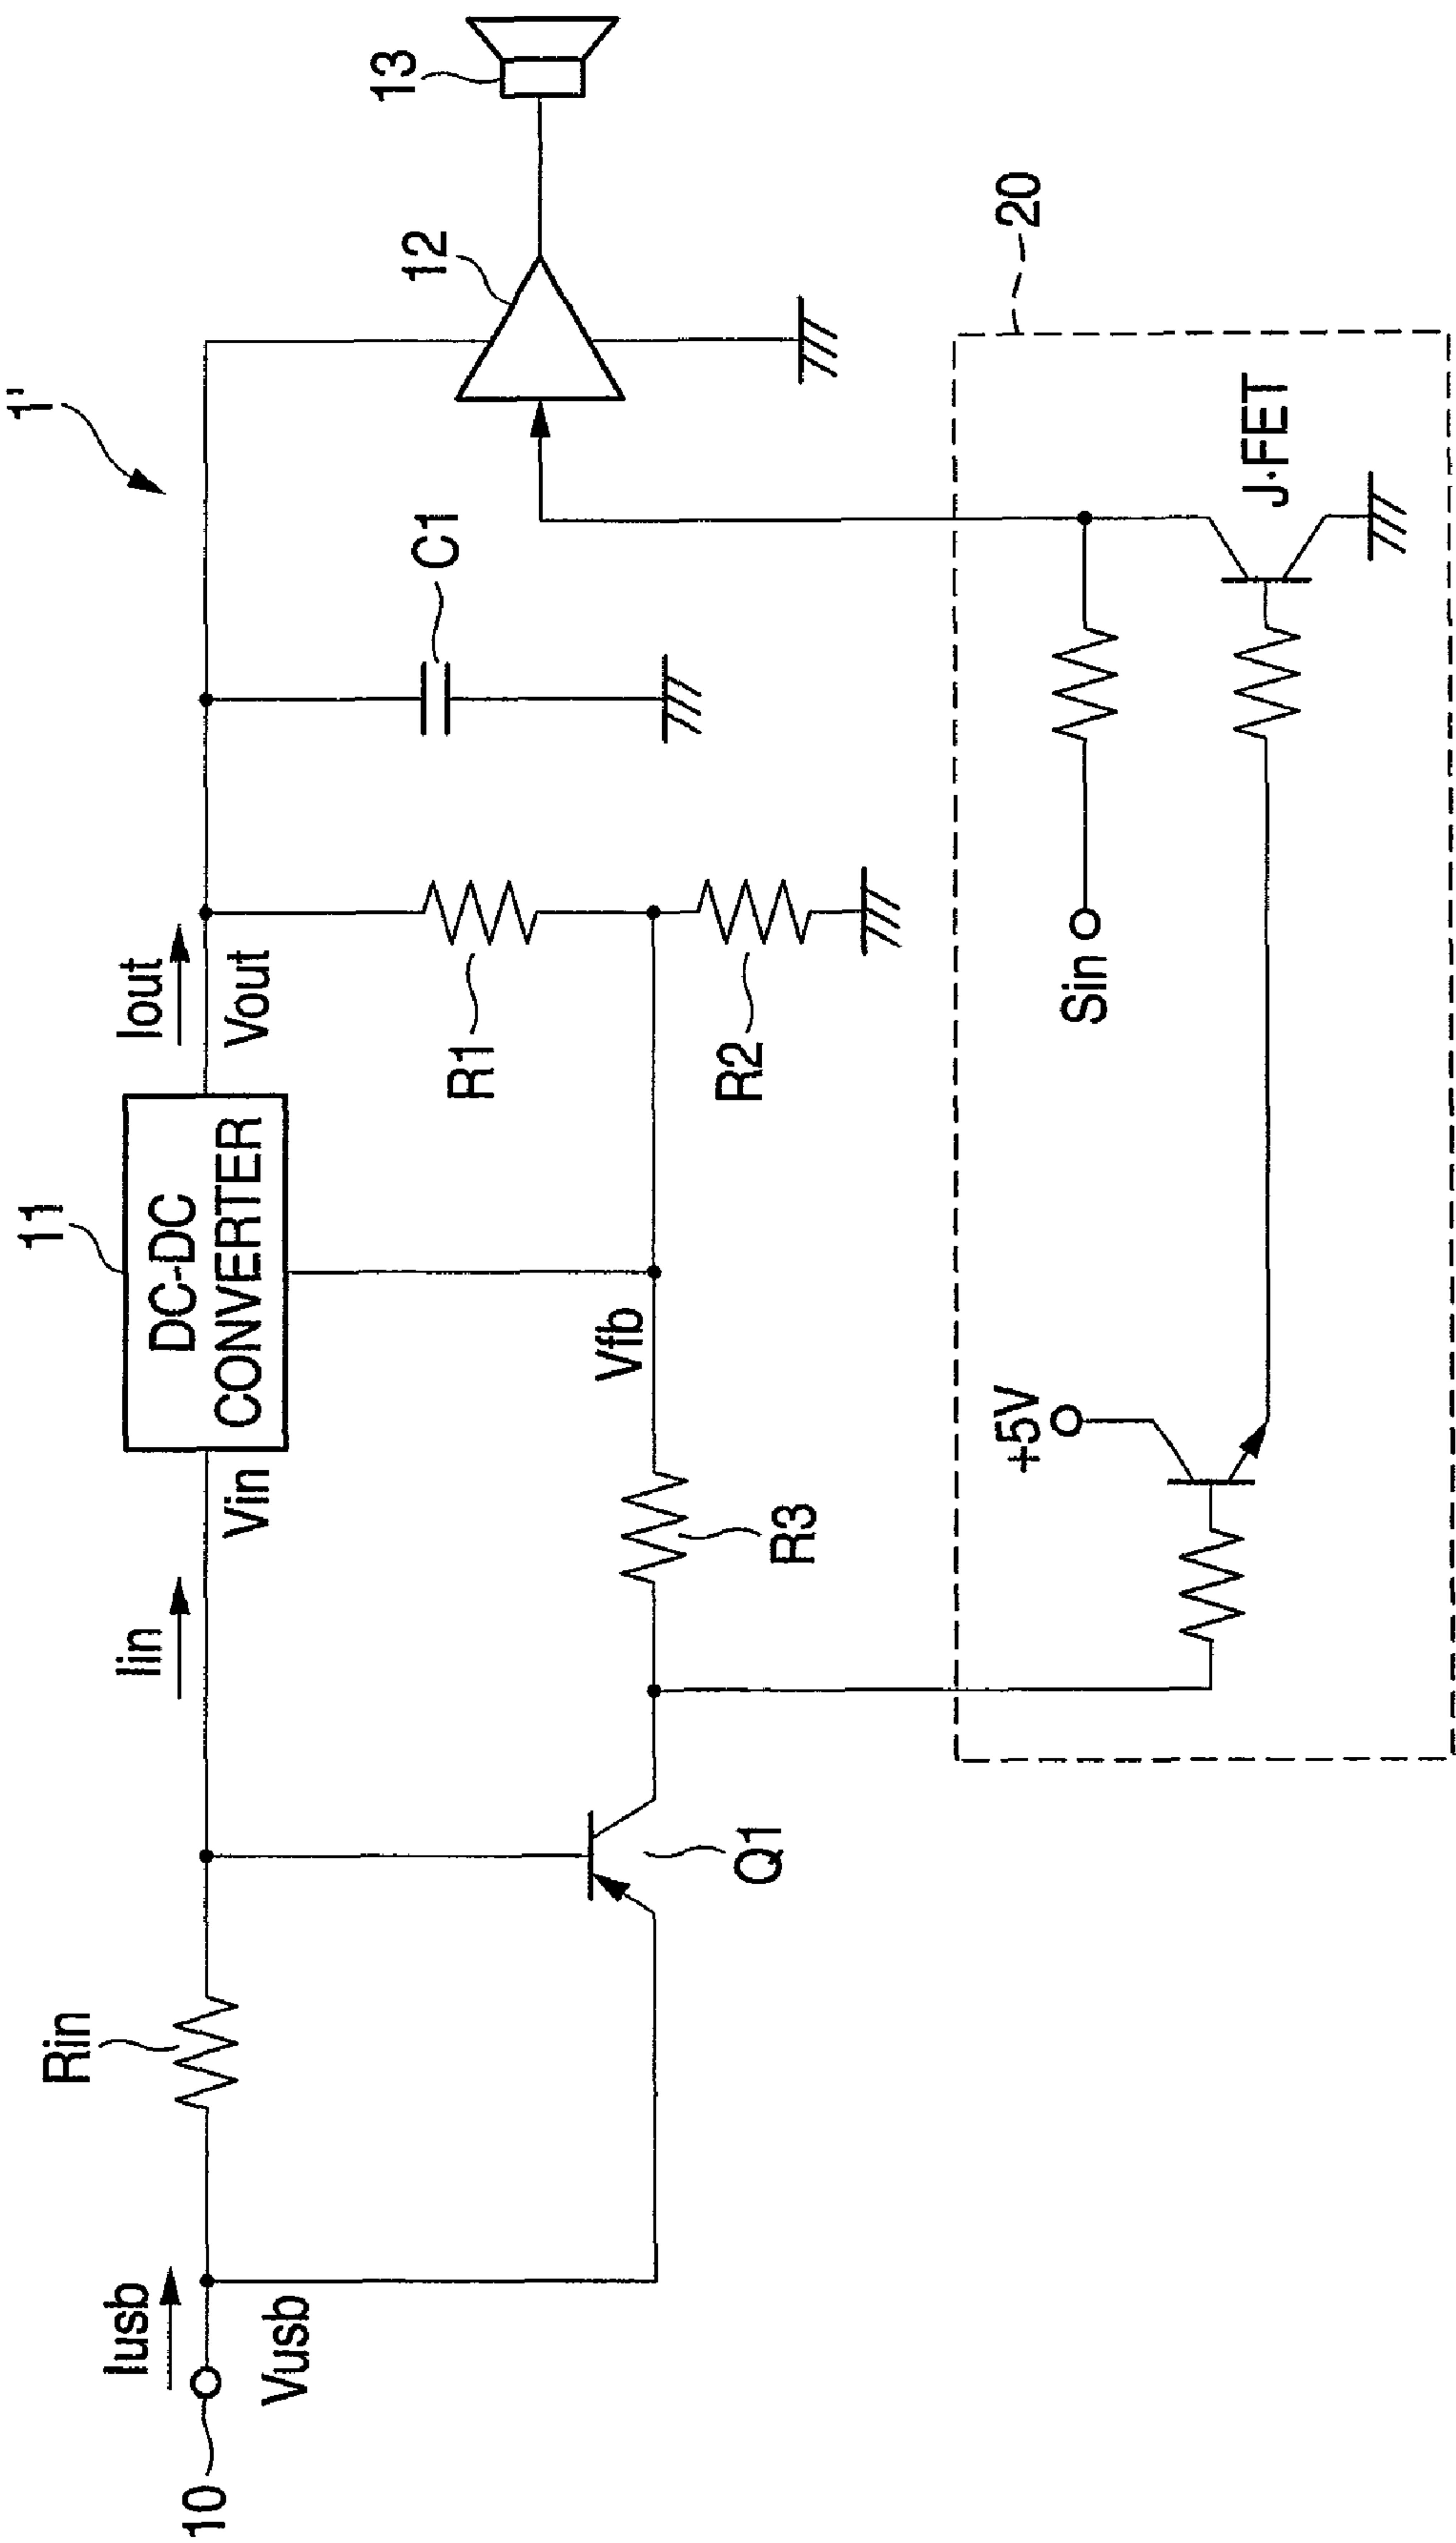 1'
10
Iusb
Vusb
Rin
Iin
Vin
11
DC-DC
CONVERTER
Iout
Vout
R1
R2
C1
12
13
Q1
R3
Vfb
20
+5V
Sin
J·FET